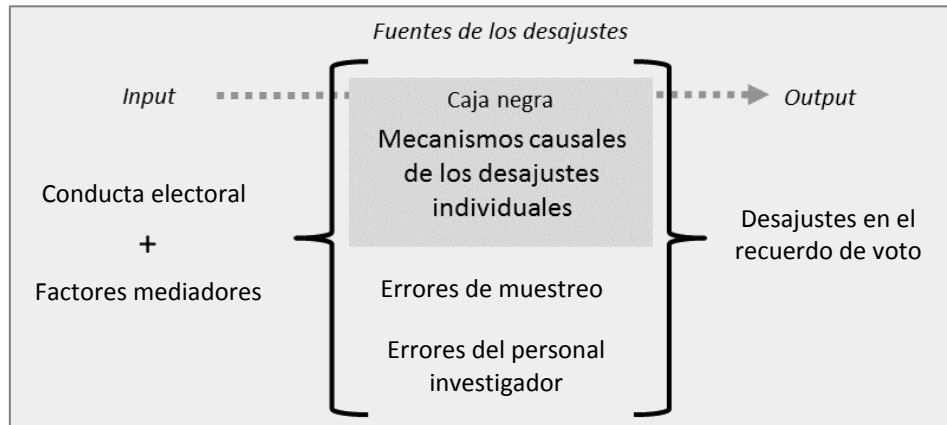 Fuentes de los desajustes
Input
Caja negra
Output
Mecanismos causales
de los desajustes
individuales
Conducta electoral
+
Factores mediadores
Errores de muestreo
Errores del personal
investigador
Desajustes en el
recuerdo de voto